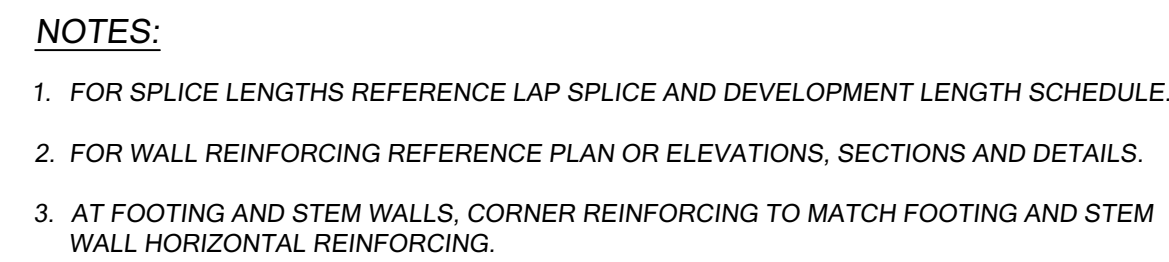 NOTES:
1. FOR SPLICE LENGTHS REFERENCE LAP SPLICE AND DEVELOPMENT LENGTH SCHEDULE.
2. FOR WALL REINFORCING REFERENCE PLAN OR ELEVATIONS, SECTIONS AND DETAILS.
3. AT FOOTING AND STEM WALLS, CORNER REINFORCING TO MATCH FOOTING AND STEM
WALL HORIZONTAL REINFORCING.